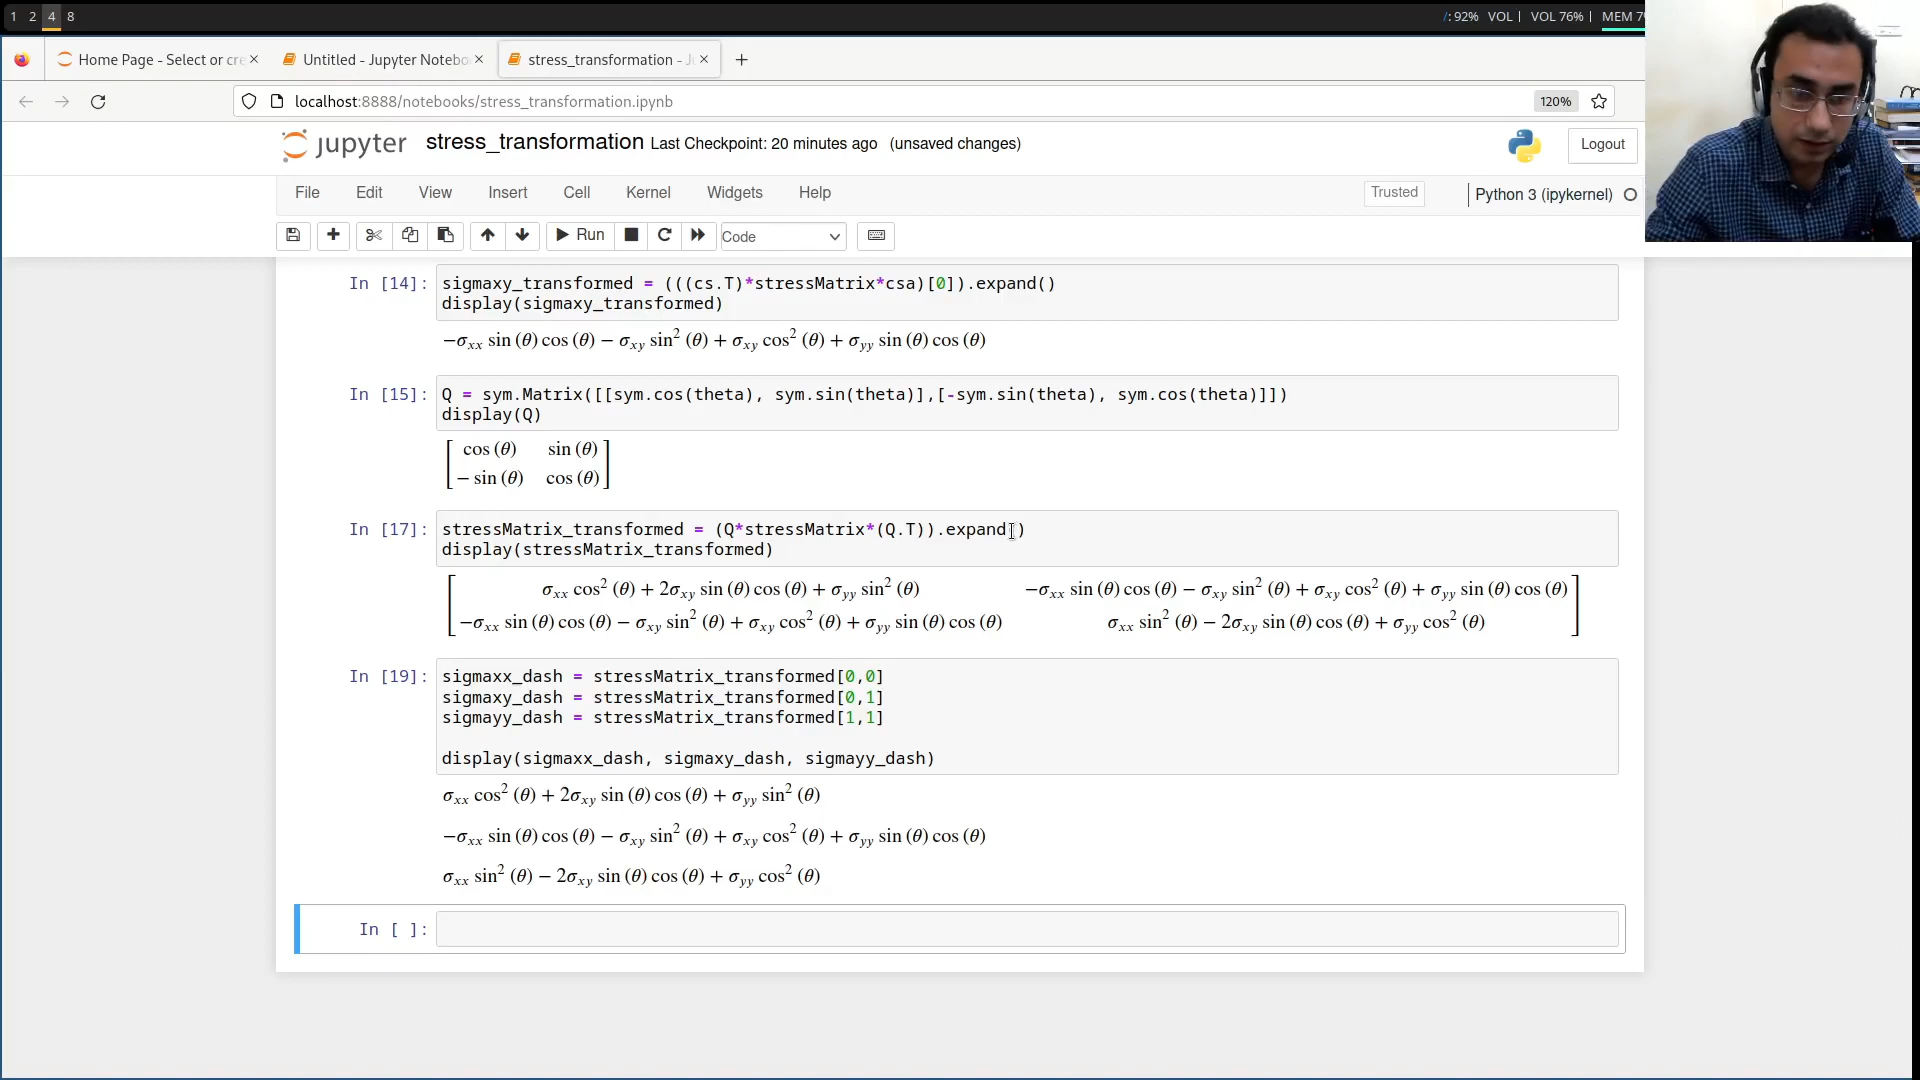 1 2 4 8
/: 92% VOL | VOL 76% | MEM 7
Home Page - Select or cre
Untitled - Jupyter Notebo
stress_transformation - J
localhost:8888/notebooks/stress_transformation.ipynb
120%
jupyter stress_transformation Last Checkpoint: 20 minutes ago (unsaved changes)
Logout
File Edit View Insert Cell Kernel Widgets Help
Trusted
Python 3 (ipykernel)
Run
Code
In [14]: sigmaxy_transformed = (((cs.T)*stressMatrix*csa)[0]).expand()
display(sigmaxy_transformed)
−σxx sin (θ) cos (θ) − σxy sin² (θ) + σxy cos² (θ) + σyy sin (θ) cos (θ)
In [15]: Q = sym.Matrix([[sym.cos(theta), sym.sin(theta)],[-sym.sin(theta), sym.cos(theta)]])
display(Q)
cos (θ) sin (θ)
− sin (θ) cos (θ)
In [17]: stressMatrix_transformed = (Q*stressMatrix*(Q.T)).expand()
display(stressMatrix_transformed)
σxx cos² (θ) + 2σxy sin (θ) cos (θ) + σyy sin² (θ) −σxx sin (θ) cos (θ) − σxy sin² (θ) + σxy cos² (θ) + σyy sin (θ) cos (θ)
−σxx sin (θ) cos (θ) − σxy sin² (θ) + σxy cos² (θ) + σyy sin (θ) cos (θ) σxx sin² (θ) − 2σxy sin (θ) cos (θ) + σyy cos² (θ)
In [19]: sigmaxx_dash = stressMatrix_transformed[0,0]
sigmaxy_dash = stressMatrix_transformed[0,1]
sigmayy_dash = stressMatrix_transformed[1,1]
display(sigmaxx_dash, sigmaxy_dash, sigmayy_dash)
σxx cos² (θ) + 2σxy sin (θ) cos (θ) + σyy sin² (θ)
−σxx sin (θ) cos (θ) − σxy sin² (θ) + σxy cos² (θ) + σyy sin (θ) cos (θ)
σxx sin² (θ) − 2σxy sin (θ) cos (θ) + σyy cos² (θ)
In [ ]: